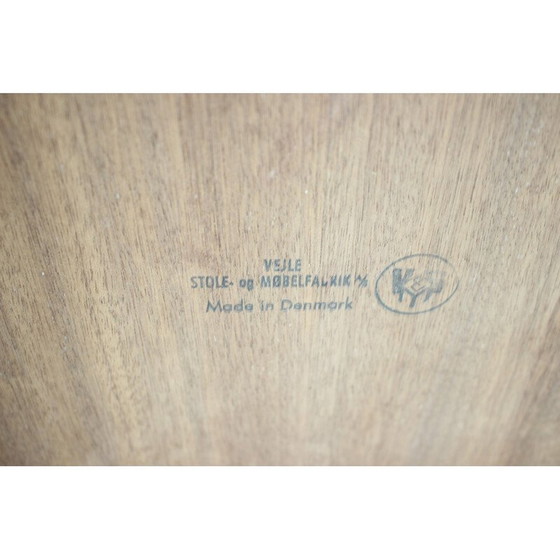 VEJLE
STOLE- og MØBELFABRIK A/S
Made in Denmark